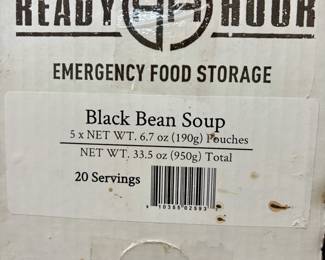 READY HOUR
EMERGENCY FOOD STORAGE
Black Bean Soup
5 x NET WT. 6.7 oz (190g) Pouches
NET WT. 33.5 oz (950g) Total
20 Servings